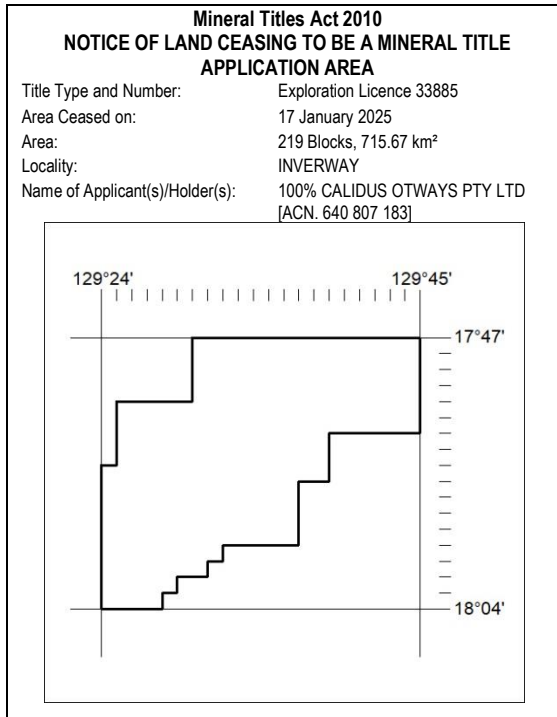 Mineral Titles Act 2010
NOTICE OF LAND CEASING TO BE A MINERAL TITLE
APPLICATION AREA
Title Type and Number: Exploration Licence 33885
Area Ceased on: 17 January 2025
Area: 219 Blocks, 715.67 km²
Locality: INVERWAY
Name of Applicant(s)/Holder(s): 100% CALIDUS OTWAYS PTY LTD
[ACN. 640 807 183]
129°24' 129°45'
17°47'
18°04'